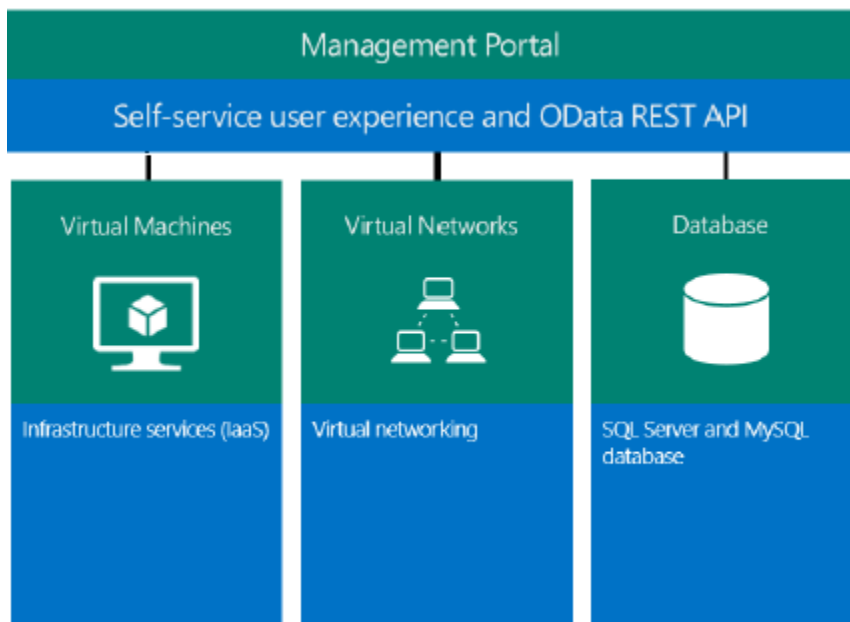 Management Portal
Self-service user experience and OData REST API
Virtual Machines
Virtual Networks
Database
Infrastructure services (IaaS)
Virtual networking
SQL Server and MySQL
database